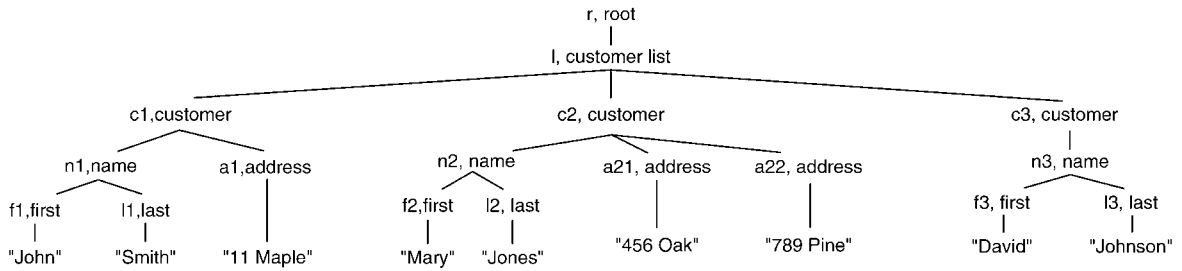 r, root
l, customer list
c1,customer
c2, customer
c3, customer
n1,name
a1,address
n2, name
a21, address
a22, address
n3, name
f1,first
l1,last
f2,first
l2, last
f3, first
l3, last
"John"
"Smith"
"11 Maple"
"Mary"
"Jones"
"456 Oak"
"789 Pine"
"David"
"Johnson"